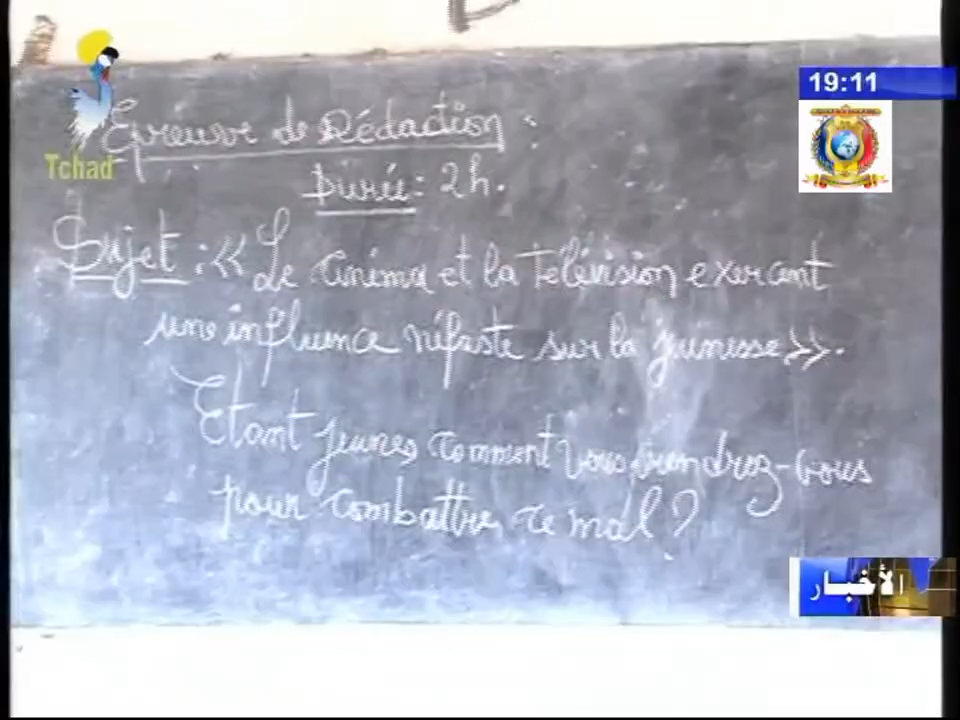 19:11
Tchad
Epreuve de Rédaction :
Durée : 2h.
Sujet : << Le cinéma et la Télévision exercent
une influence néfaste sur la jeunesse >>.
Etant jeunes, comment vous prendrez-vous
pour combattre ce mal ?
الأخبار